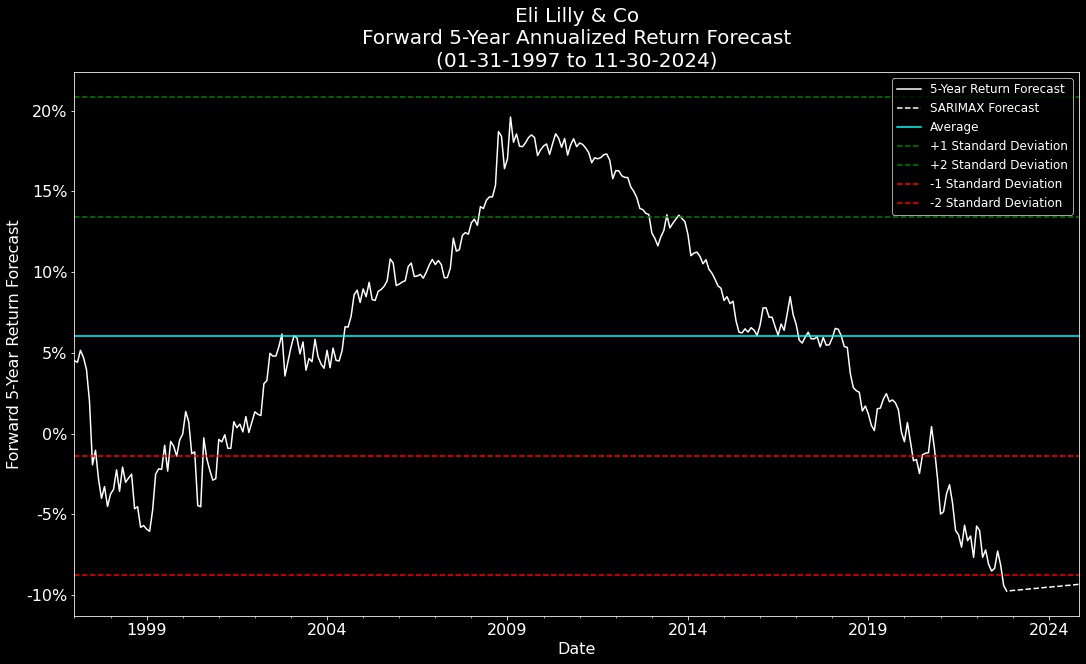 Eli Lilly & Co
Forward 5-Year Annualized Return Forecast
(01-31-1997 to 11-30-2024)
5-Year Return Forecast
SARIMAX Forecast
Average
+1 Standard Deviation
+2 Standard Deviation
-1 Standard Deviation
-2 Standard Deviation
Forward 5-Year Return Forecast
20%
15%
10%
5%
0%
-5%
-10%
1999
2004
2009
2014
2019
2024
Date